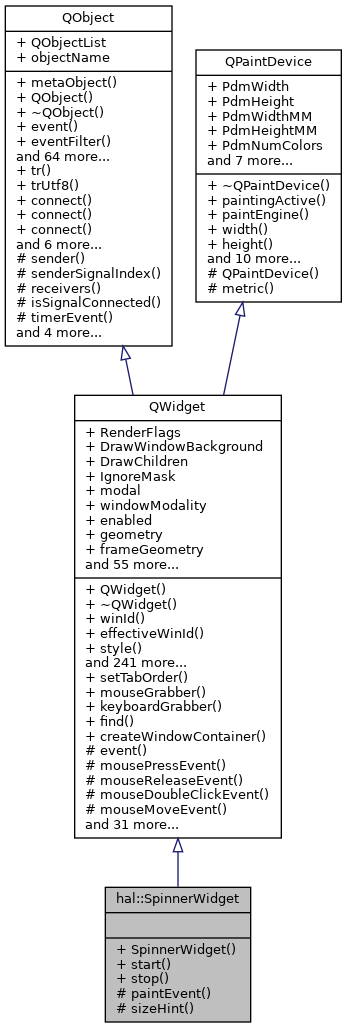 QObject
+ QObjectList
+ objectName
+ metaObject()
+ QObject()
+ ~QObject()
+ event()
+ eventFilter()
and 64 more...
+ tr()
+ trUtf8()
+ connect()
+ connect()
+ connect()
and 6 more...
# sender()
# senderSignalIndex()
# receivers()
# isSignalConnected()
# timerEvent()
and 4 more...
QPaintDevice
+ PdmWidth
+ PdmHeight
+ PdmWidthMM
+ PdmHeightMM
+ PdmNumColors
and 7 more...
+ ~QPaintDevice()
+ paintingActive()
+ paintEngine()
+ width()
+ height()
and 10 more...
# QPaintDevice()
# metric()
QWidget
+ RenderFlags
+ DrawWindowBackground
+ DrawChildren
+ IgnoreMask
+ modal
+ windowModality
+ enabled
+ geometry
+ frameGeometry
and 55 more...
+ QWidget()
+ ~QWidget()
+ winId()
+ effectiveWinId()
+ style()
and 241 more...
+ setTabOrder()
+ mouseGrabber()
+ keyboardGrabber()
+ find()
+ createWindowContainer()
# event()
# mousePressEvent()
# mouseReleaseEvent()
# mouseDoubleClickEvent()
# mouseMoveEvent()
and 31 more...
hal::SpinnerWidget
+ SpinnerWidget()
+ start()
+ stop()
# paintEvent()
# sizeHint()